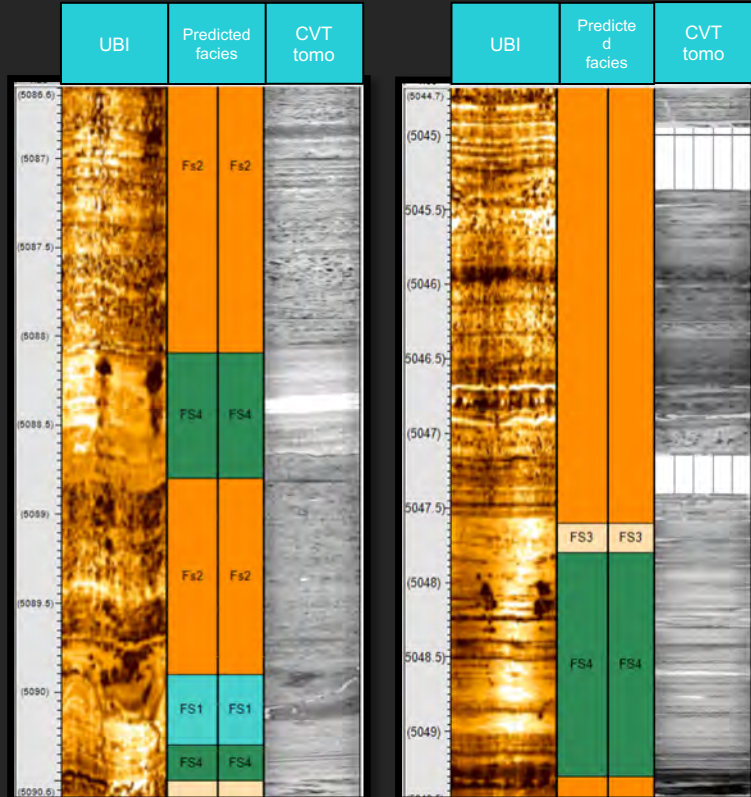 UBI
Predicted
facies
CVT
tomo
(5086.6)
(5087)
(5087.5)
(5088)
(5088.5)
(5089)
(5089.5)
(5090)
(5090.6)
Fs2 Fs2
FS4 FS4
Fs2 Fs2
FS1 FS1
FS4 FS4
UBI
Predicte
d
facies
CVT
tomo
(5044.7)
(5045)
(5045.5)
(5046)
(5046.5)
(5047)
(5047.5)
(5048)
(5048.5)
(5049)
FS3 FS3
FS4 FS4